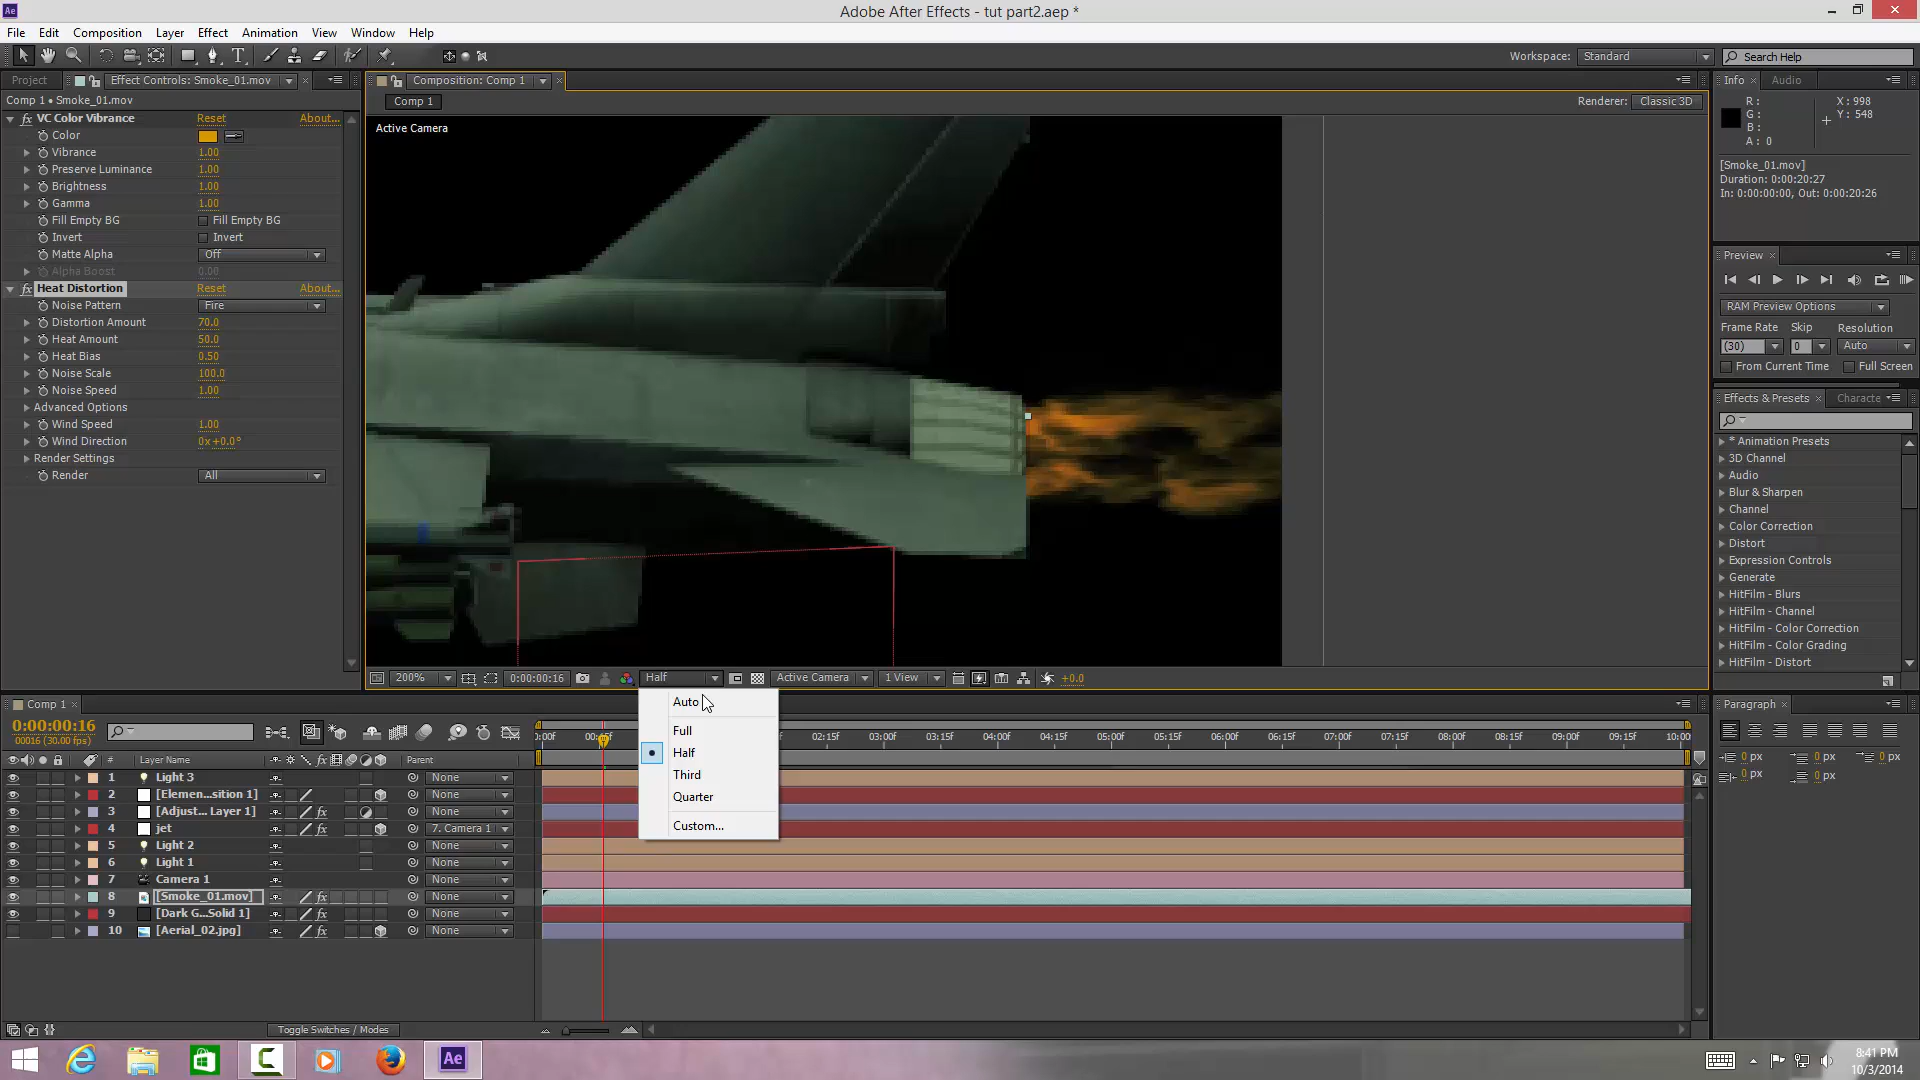 Ae
Adobe After Effects - tut part2.aep *
File Edit Composition Layer Effect Animation View Window Help
Workspace: Standard
Search Help
Project Effect Controls: Smoke_01.mov
Comp 1 • Smoke_01.mov
fx VC Color Vibrance Reset About...
Color
Vibrance 1.00
Preserve Luminance 1.00
Brightness 1.00
Gamma 1.00
Fill Empty BG Fill Empty BG
Invert Invert
Matte Alpha Off
Alpha Boost 0.00
fx Heat Distortion Reset About...
Noise Pattern Fire
Distortion Amount 70.0
Heat Amount 50.0
Heat Bias 0.50
Noise Scale 100.0
Noise Speed 1.00
Advanced Options
Wind Speed 1.00
Wind Direction 0x+0.0°
Render Settings
Render All
Composition: Comp 1
Comp 1
Renderer: Classic 3D
Active Camera
200% 0:00:00:16 Half Active Camera 1 View +0.0
Auto
Full
Half
Third
Quarter
Custom...
Info Audio
R: X: 998
G: Y: 548
B:
A: 0
[Smoke_01.mov]
Duration: 0:00:20:27
In: 0:00:00:00, Out: 0:00:20:26
Preview
RAM Preview Options
Frame Rate Skip Resolution
(30) 0 Auto
From Current Time Full Screen
Effects & Presets Characte
* Animation Presets
3D Channel
Audio
Blur & Sharpen
Channel
Color Correction
Distort
Expression Controls
Generate
HitFilm - Blurs
HitFilm - Channel
HitFilm - Color Correction
HitFilm - Color Grading
HitFilm - Distort
Paragraph
0 px 0 px 0 px
0 px 0 px
Comp 1
0:00:00:16
00016 (30.00 fps)
02:15f 03:00f 03:15f 04:00f 04:15f 05:00f 05:15f 06:00f 06:15f 07:00f 07:15f 08:00f 08:15f 09:00f 09:15f 10:00
# Layer Name fx Parent
1 Light 3 None
2 [Elemen...sition 1] None
3 [Adjust... Layer 1] fx None
4 jet fx 7. Camera 1
5 Light 2 None
6 Light 1 None
7 Camera 1 None
8 [Smoke_01.mov] fx None
9 [Dark G...Solid 1] fx None
10 [Aerial_02.jpg] fx None
Toggle Switches / Modes
Ae
8:41 PM
10/3/2014